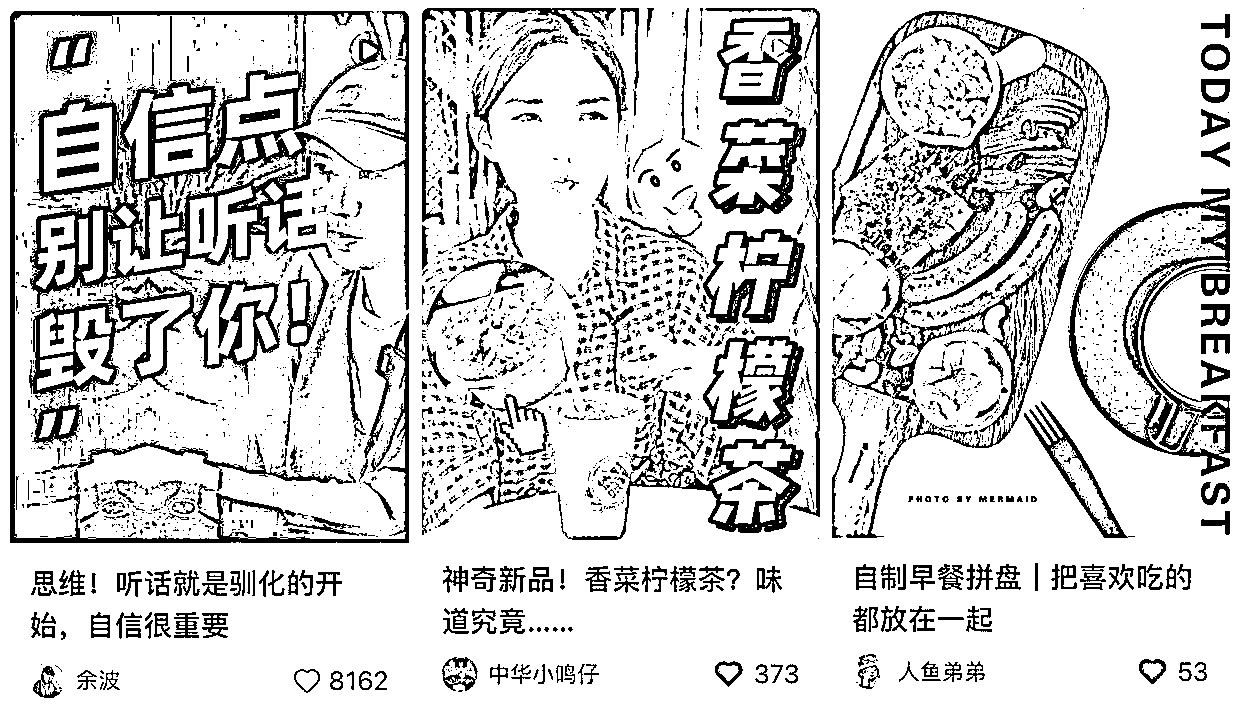 “
自信点
别让听话
毁了你!
”
思维！听话就是驯化的开
始，自信很重要
余波
8162
香菜柠檬茶
神奇新品！香菜柠檬茶？味
道究竟......
中华小鸣仔
373
TODAY MY BREAKFAST
PHOTO BY MERMAID
自制早餐拼盘｜把喜欢吃的
都放在一起
人鱼弟弟
53